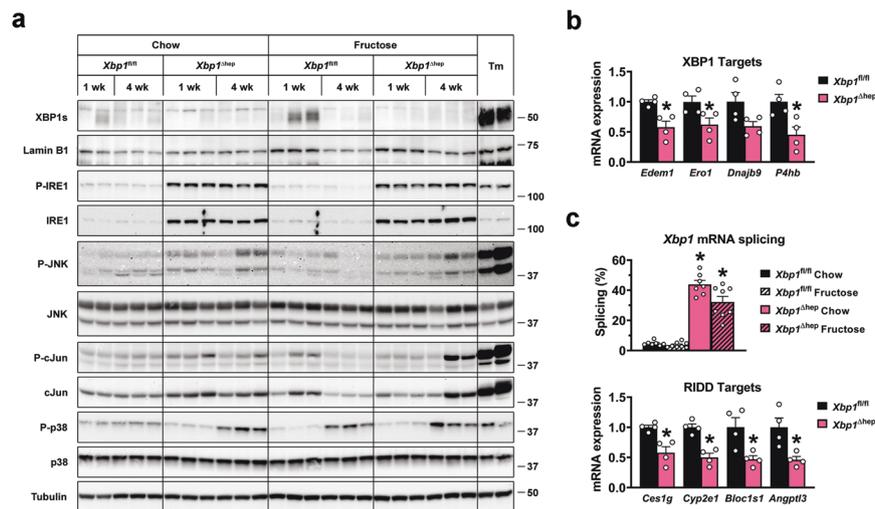 a
Chow Fructose
Xbp1fl/fl Xbp1Δhep Xbp1fl/fl Xbp1Δhep Tm
1 wk 4 wk 1 wk 4 wk 1 wk 4 wk 1 wk 4 wk
XBP1s 50
Lamin B1 75
P-IRE1 100
IRE1 100
P-JNK 37
JNK 37
P-cJun 37
cJun 37
P-p38 37
p38 37
Tubulin 50
b
XBP1 Targets
mRNA expression
1.5
1.0
0.5
0.0
* * *
Edem1 Ero1 Dnajb9 P4hb
Xbp1fl/fl
Xbp1Δhep
c
Xbp1 mRNA splicing
Splicing (%)
60
40
20
0
* *
Xbp1fl/fl Chow
Xbp1fl/fl Fructose
Xbp1Δhep Chow
Xbp1Δhep Fructose
RIDD Targets
mRNA expression
1.5
1.0
0.5
0.0
* * * *
Ces1g Cyp2e1 Bloc1s1 Angptl3
Xbp1fl/fl
Xbp1Δhep